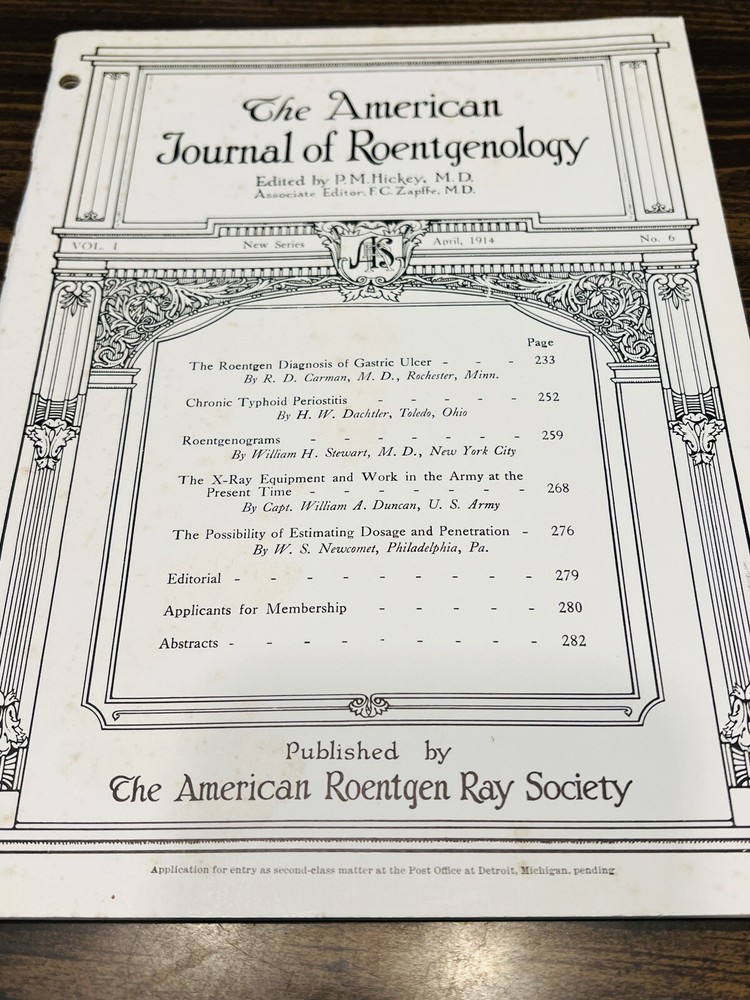 The American
Journal of Roentgenology
Edited by P. M. Hickey, M. D.
Associate Editor, F. C. Zapffe, M. D.
VOL. 1 New Series April, 1914 No. 6
Page
The Roentgen Diagnosis of Gastric Ulcer - - - 233
By R. D. Carman, M. D., Rochester, Minn.
Chronic Typhoid Periostitis - - - - - 252
By H. W. Dachtler, Toledo, Ohio
Roentgenograms - - - - - - - 259
By William H. Stewart, M. D., New York City
The X-Ray Equipment and Work in the Army at the
Present Time - - - - - - - 268
By Capt. William A. Duncan, U. S. Army
The Possibility of Estimating Dosage and Penetration - 276
By W. S. Newcomet, Philadelphia, Pa.
Editorial - - - - - - - - - 279
Applicants for Membership - - - - - 280
Abstracts - - - - - - - - - 282
Published by
The American Roentgen Ray Society
Application for entry as second-class matter at the Post Office at Detroit, Michigan, pending